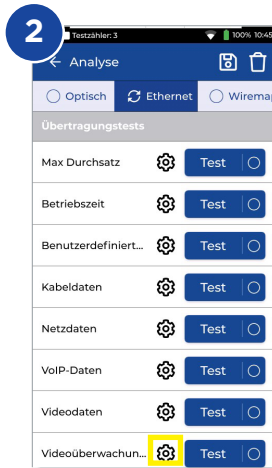 2
Testzähler: 3 100% 10:45
Analyse
Optisch Ethernet Wiremap
Übertragungstests
Max Durchsatz Test
Betriebszeit Test
Benutzerdefiniert... Test
Kabeldaten Test
Netzdaten Test
VoIP-Daten Test
Videodaten Test
Videoüberwachun... Test